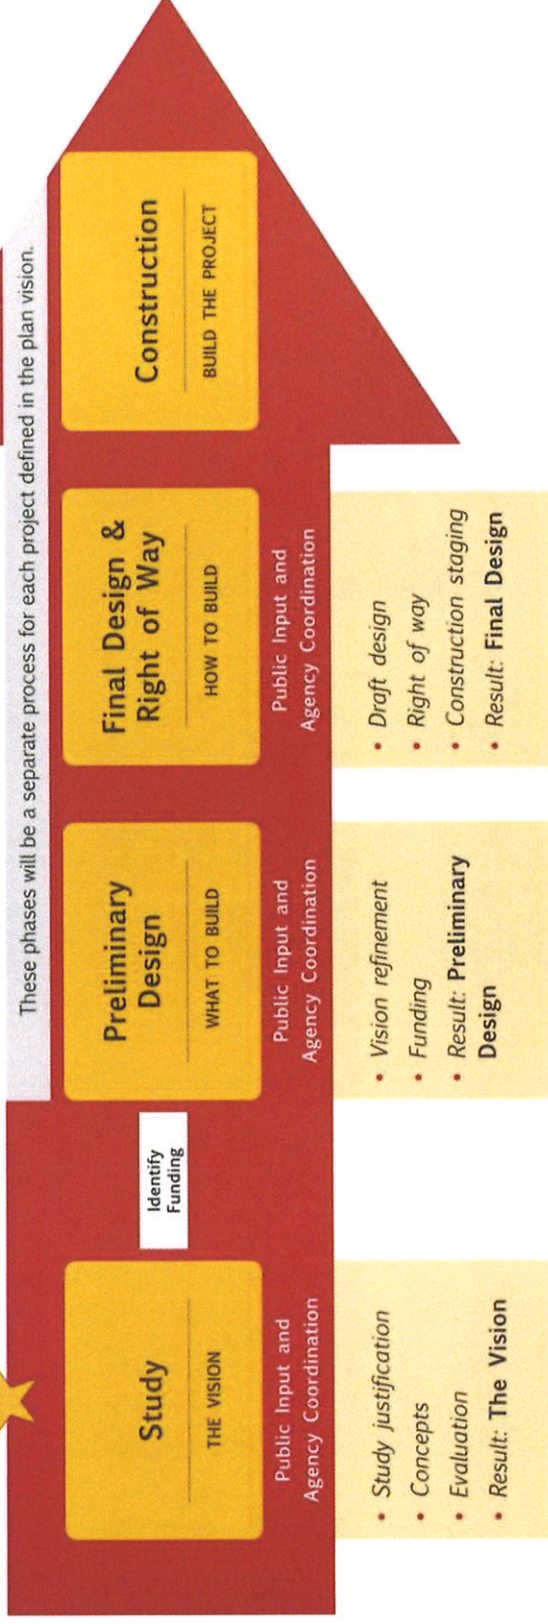 These phases will be a separate process for each project defined in the plan vision.
Study
THE VISION
Public Input and
Agency Coordination
• Study justification
• Concepts
• Evaluation
• Result: The Vision
Identify
Funding
Preliminary
Design
WHAT TO BUILD
Public Input and
Agency Coordination
• Vision refinement
• Funding
• Result: Preliminary
Design
Final Design &
Right of Way
HOW TO BUILD
Public Input and
Agency Coordination
• Draft design
• Right of way
• Construction staging
• Result: Final Design
Construction
BUILD THE PROJECT